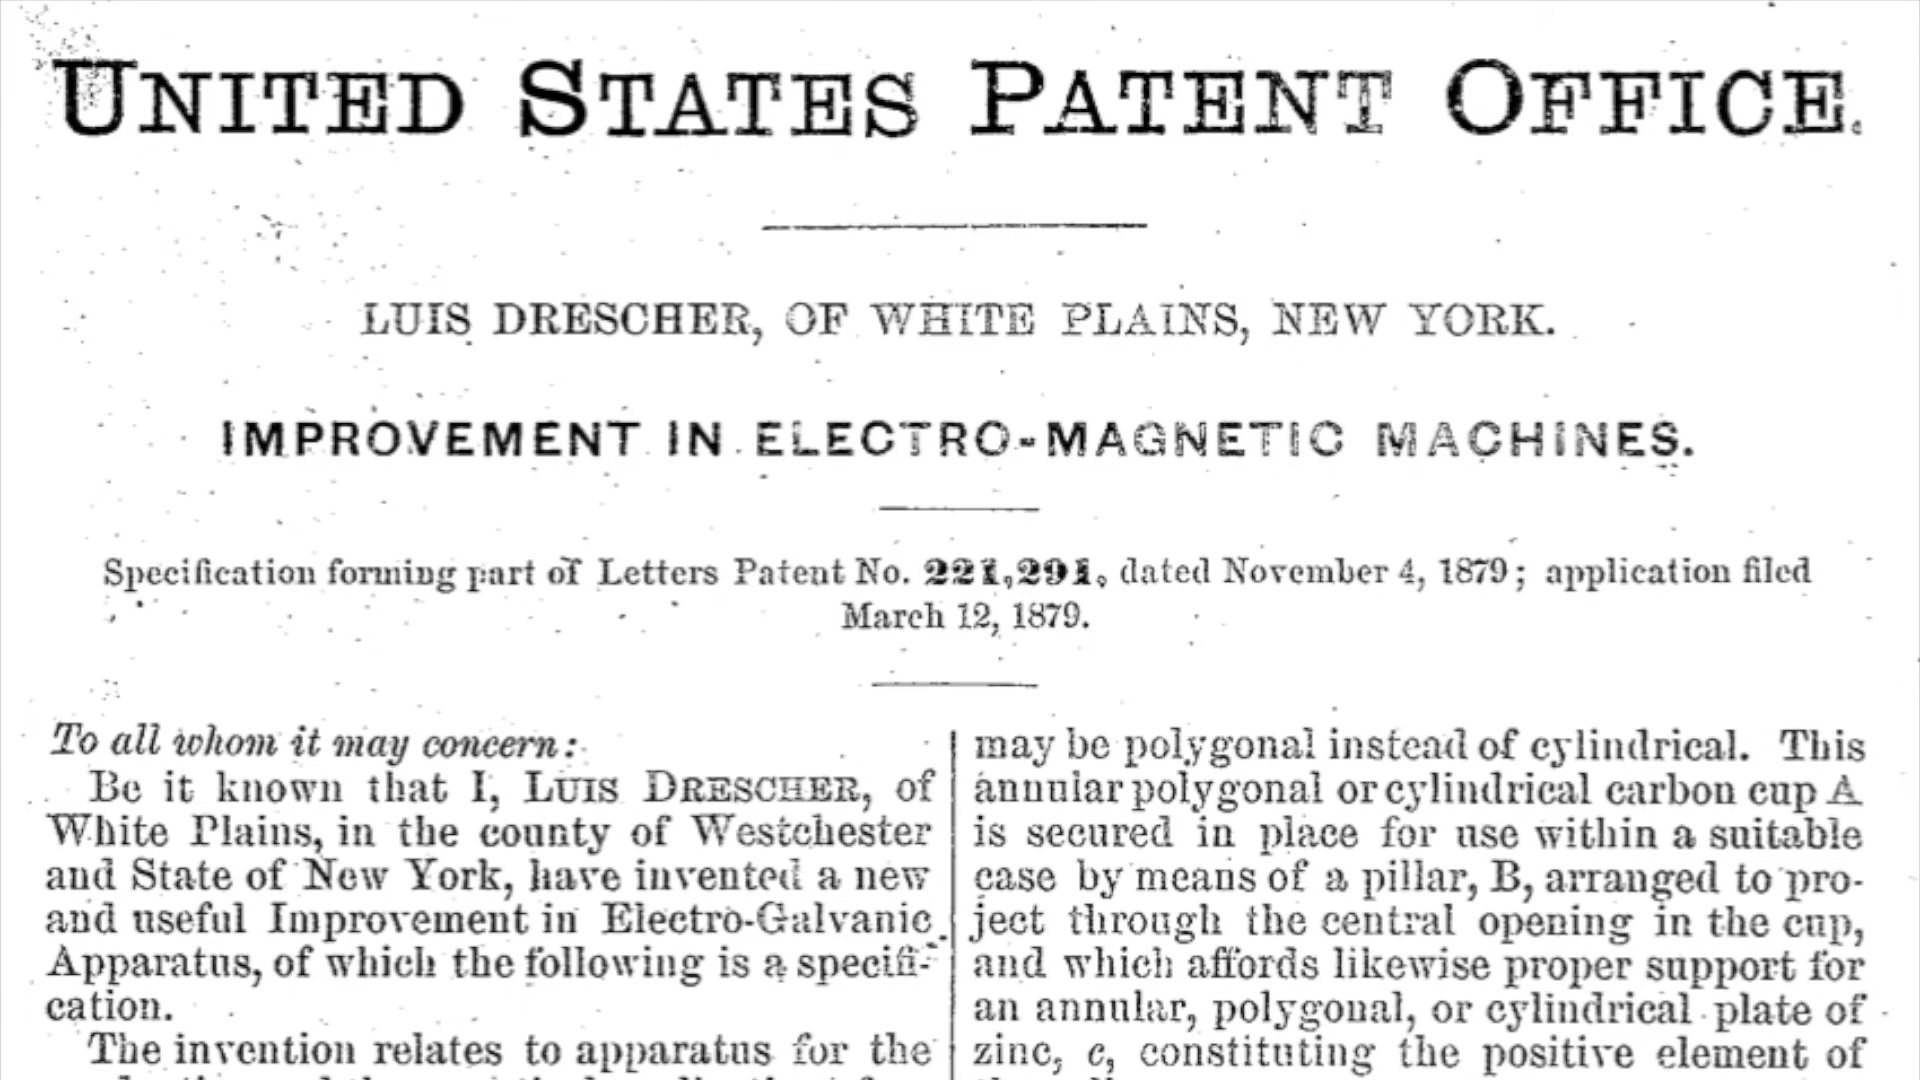 UNITED STATES PATENT OFFICE.
LUIS DRESCHER, OF WHITE PLAINS, NEW YORK.
IMPROVEMENT IN ELECTRO-MAGNETIC MACHINES.
Specification forming part of Letters Patent No. 221,291, dated November 4, 1879; application filed
March 12, 1879.
To all whom it may concern:
Be it known that I, LUIS DRESCHER, of
White Plains, in the county of Westchester
and State of New York, have invented a new
and useful Improvement in Electro-Galvanic
Apparatus, of which the following is a specifi-
cation.
The invention relates to apparatus for the
may be polygonal instead of cylindrical. This
annular polygonal or cylindrical carbon cup A
is secured in place for use within a suitable
case by means of a pillar, B, arranged to pro-
ject through the central opening in the cup,
and which affords likewise proper support for
an annular, polygonal, or cylindrical plate of
zinc, c, constituting the positive element of